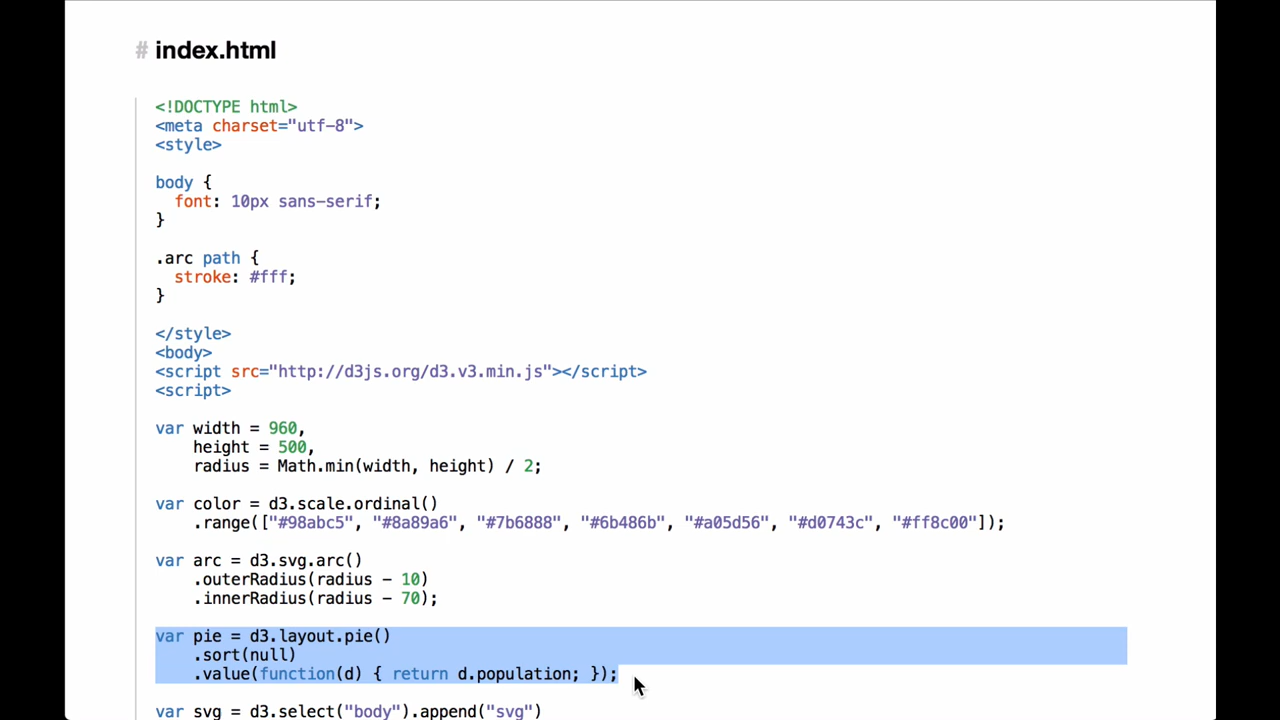 # index.html
<!DOCTYPE html>
<meta charset="utf-8">
<style>
body {
  font: 10px sans-serif;
}
.arc path {
  stroke: #fff;
}
</style>
<body>
<script src="http://d3js.org/d3.v3.min.js"></script>
<script>
var width = 960,
    height = 500,
    radius = Math.min(width, height) / 2;
var color = d3.scale.ordinal()
    .range(["#98abc5", "#8a89a6", "#7b6888", "#6b486b", "#a05d56", "#d0743c", "#ff8c00"]);
var arc = d3.svg.arc()
    .outerRadius(radius - 10)
    .innerRadius(radius - 70);
var pie = d3.layout.pie()
    .sort(null)
    .value(function(d) { return d.population; });
var svg = d3.select("body").append("svg")